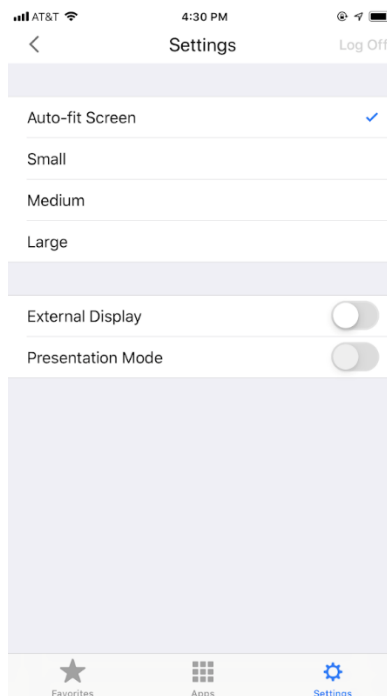 AT&T 4:30 PM
Settings Log Off
Auto-fit Screen
Small
Medium
Large
External Display
Presentation Mode
Favorites Apps Settings